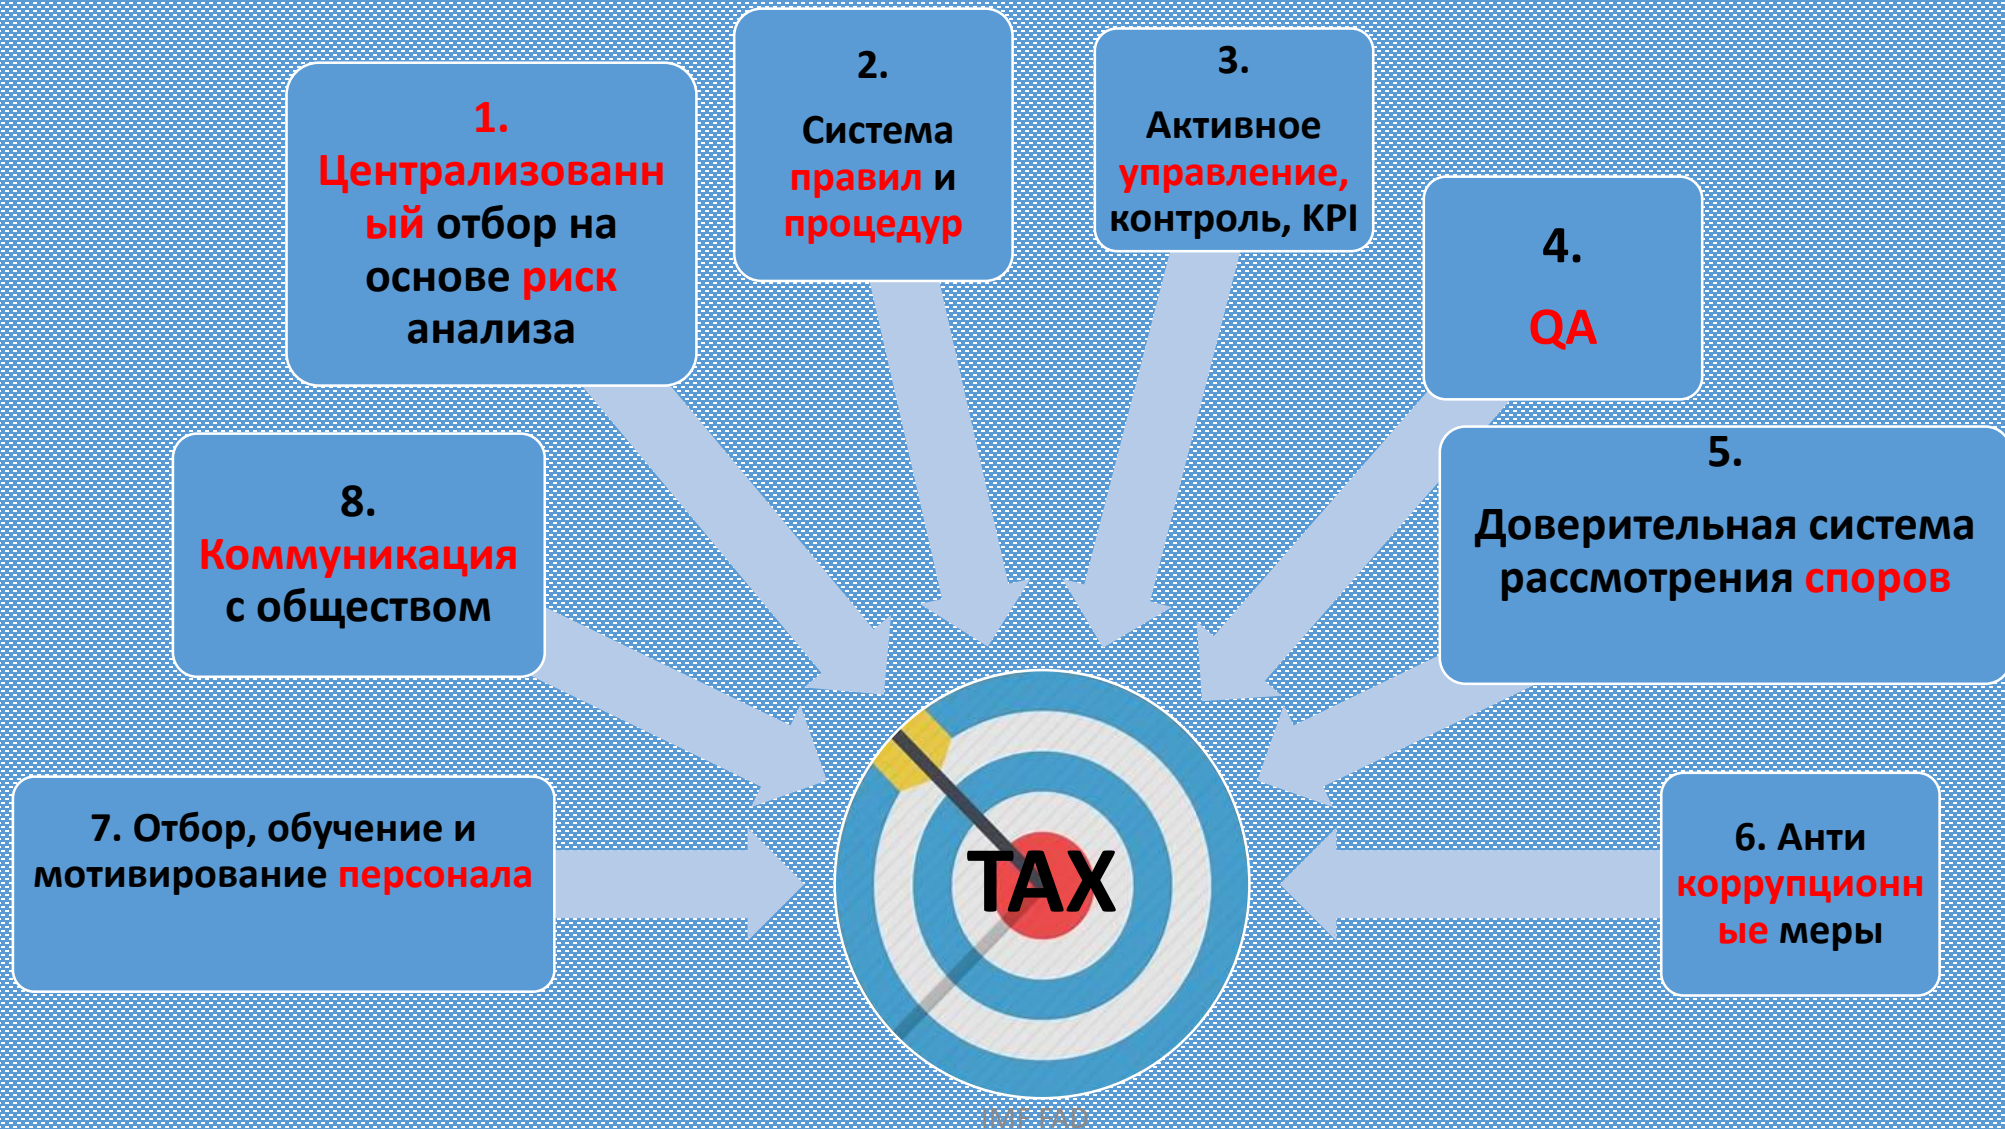 1.
Централизованн
ый отбор на
основе риск
анализа
2.
Система
правил и
процедур
3.
Активное
управление,
контроль, KPI
4.
QA
5.
Доверительная система
рассмотрения споров
6. Анти
коррупционн
ые меры
7. Отбор, обучение и
мотивирование персонала
8.
Коммуникация
с обществом
TAX
IMF FAD